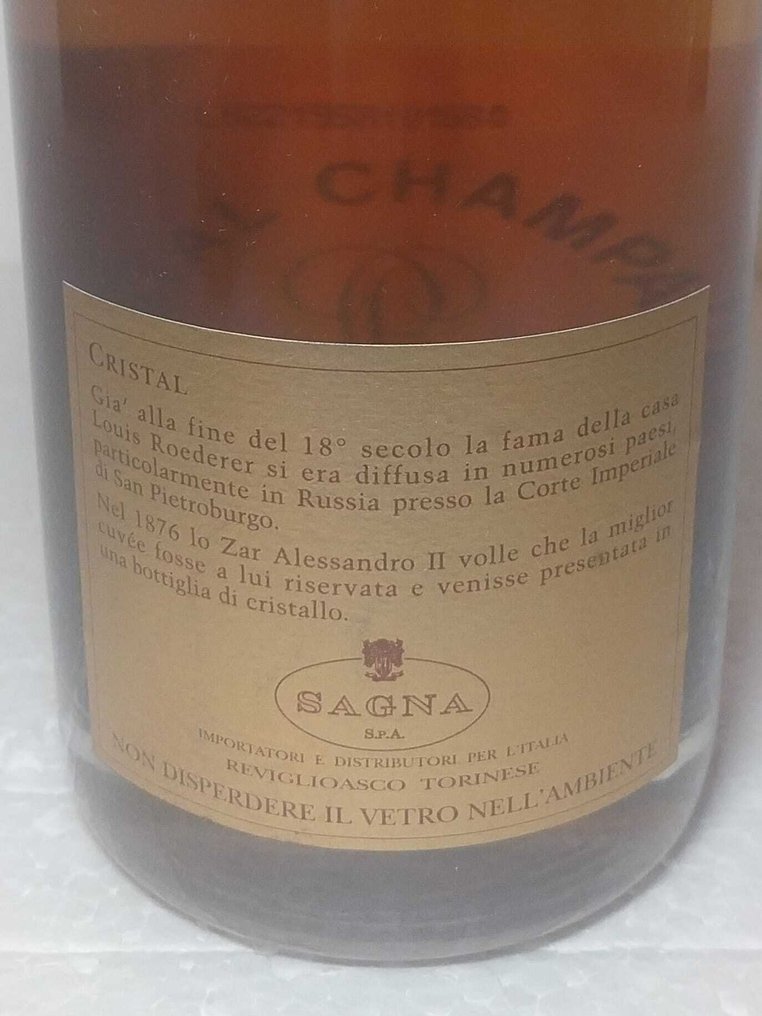 AL CHAMPA
CRISTAL
Gia' alla fine del 18° secolo la fama della casa
Louis Roederer si era diffusa in numerosi paesi,
particolarmente in Russia presso la Corte Imperiale
di San Pietroburgo.
Nel 1876 lo Zar Alessandro II volle che la miglior
cuvée fosse a lui riservata e venisse presentata in
una bottiglia di cristallo.
SAGNA
S.P.A.
IMPORTATORI E DISTRIBUTORI PER L'ITALIA
REVIGLIOASCO TORINESE
NON DISPERDERE IL VETRO NELL'AMBIENTE